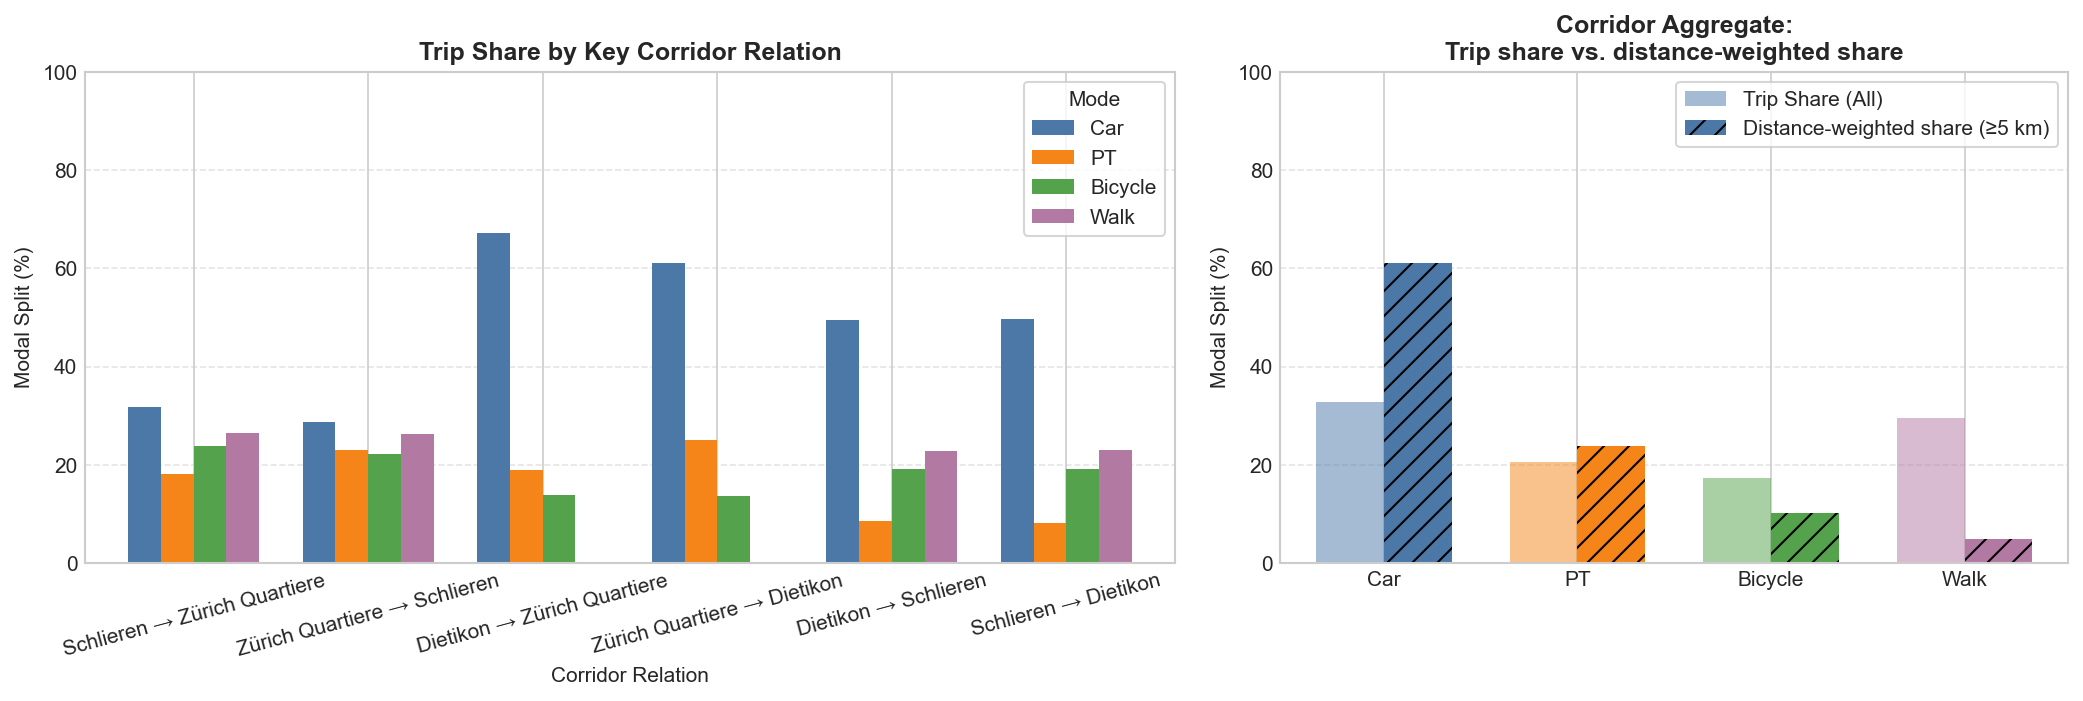 Trip Share by Key Corridor Relation
Modal Split (%)
100
80
60
40
20
0
Mode
Car
PT
Bicycle
Walk
Schlieren → Zürich Quartiere
Zürich Quartiere → Schlieren
Dietikon → Zürich Quartiere
Zürich Quartiere → Dietikon
Dietikon → Schlieren
Schlieren → Dietikon
Corridor Relation
Corridor Aggregate:
Trip share vs. distance-weighted share
Modal Split (%)
100
80
60
40
20
0
Trip Share (All)
Distance-weighted share (≥5 km)
Car
PT
Bicycle
Walk